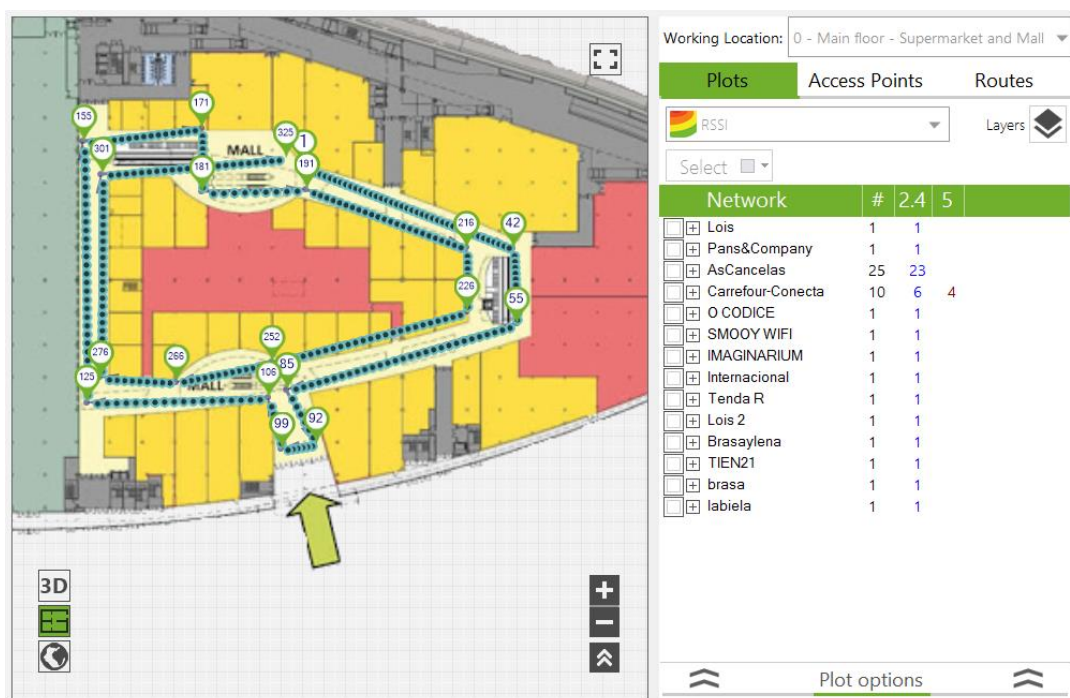 Working Location: 0 - Main floor - Supermarket and Mall
Plots Access Points Routes
RSSI Layers
Select
Network # 2.4 5
Lois 1 1
Pans&Company 1 1
AsCancelas 25 23
Carrefour-Conecta 10 6 4
O CODICE 1 1
SMOOY WIFI 1 1
IMAGINARIUM 1 1
Internacional 1 1
Tenda R 1 1
Lois 2 1 1
Brasaylena 1 1
TIEN21 1 1
brasa 1 1
labiela 1 1
Plot options
171
155
325 1
MALL
301
181
191
216 42
226
55
252
276 266
85
125
106
MALL
99 92
3D